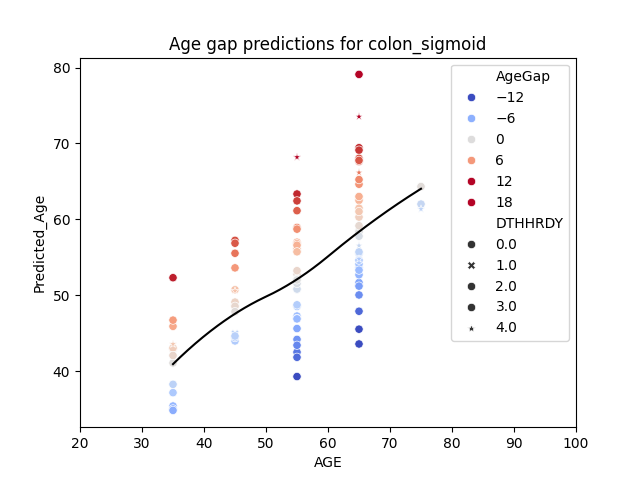 Age gap predictions for colon_sigmoid
Predicted_Age
80
70
60
50
40
20 30 40 50 60 70 80 90 100
AGE
AgeGap
−12
−6
0
6
12
18
DTHHRDY
0.0
1.0
2.0
3.0
4.0